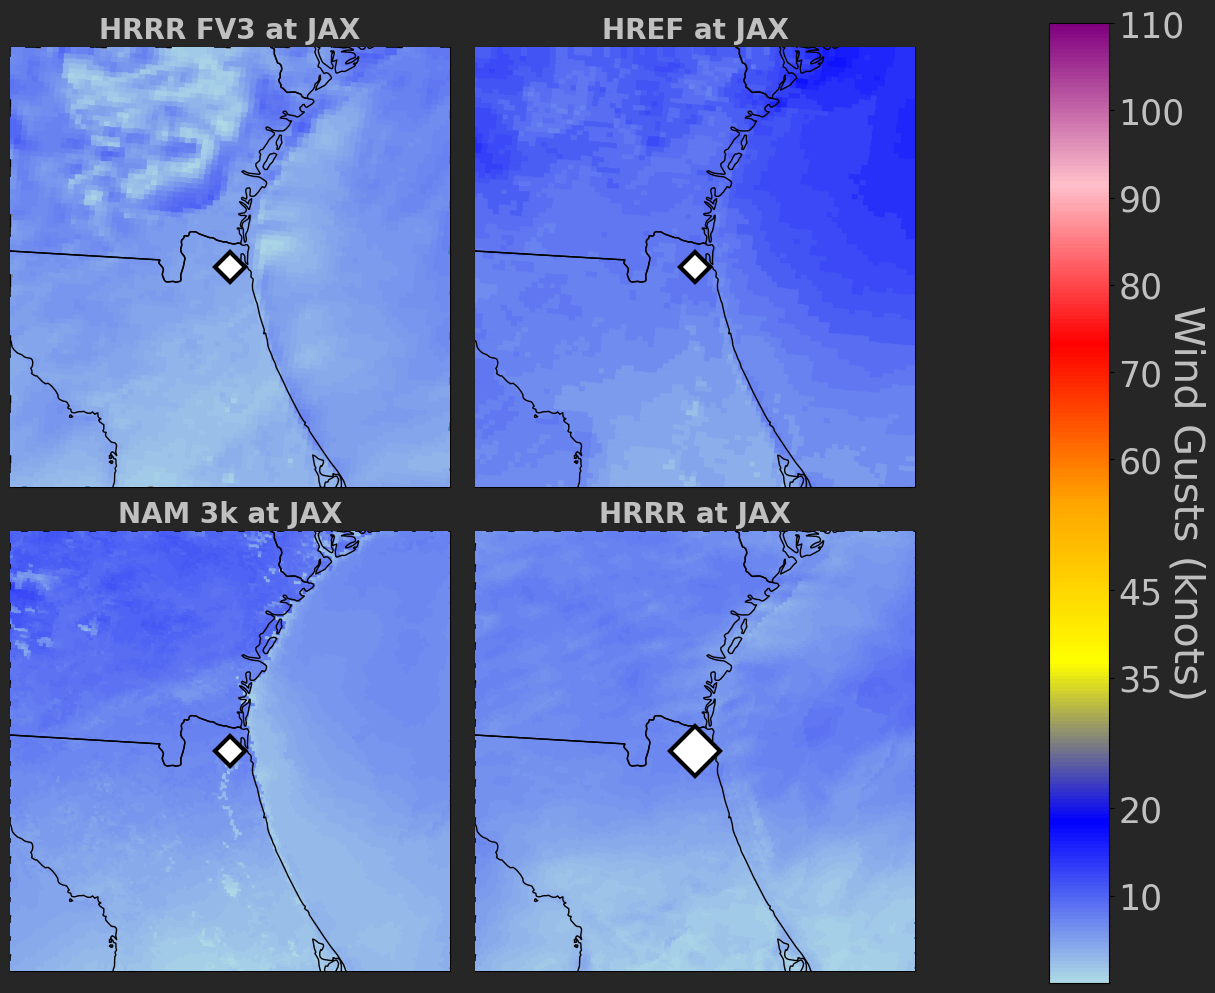 HRRR FV3 at JAX
HREF at JAX
NAM 3k at JAX
HRRR at JAX
110
100
90
80
70
60
45
35
20
10
Wind Gusts (knots)